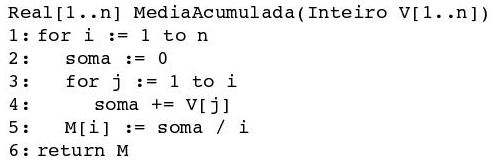 Real[1..n] MediaAcumulada(Inteiro V[1..n])
1: for i := 1 to n
2:   soma := 0
3:   for j := 1 to i
4:     soma += V[j]
5:   M[i] := soma / i
6: return M